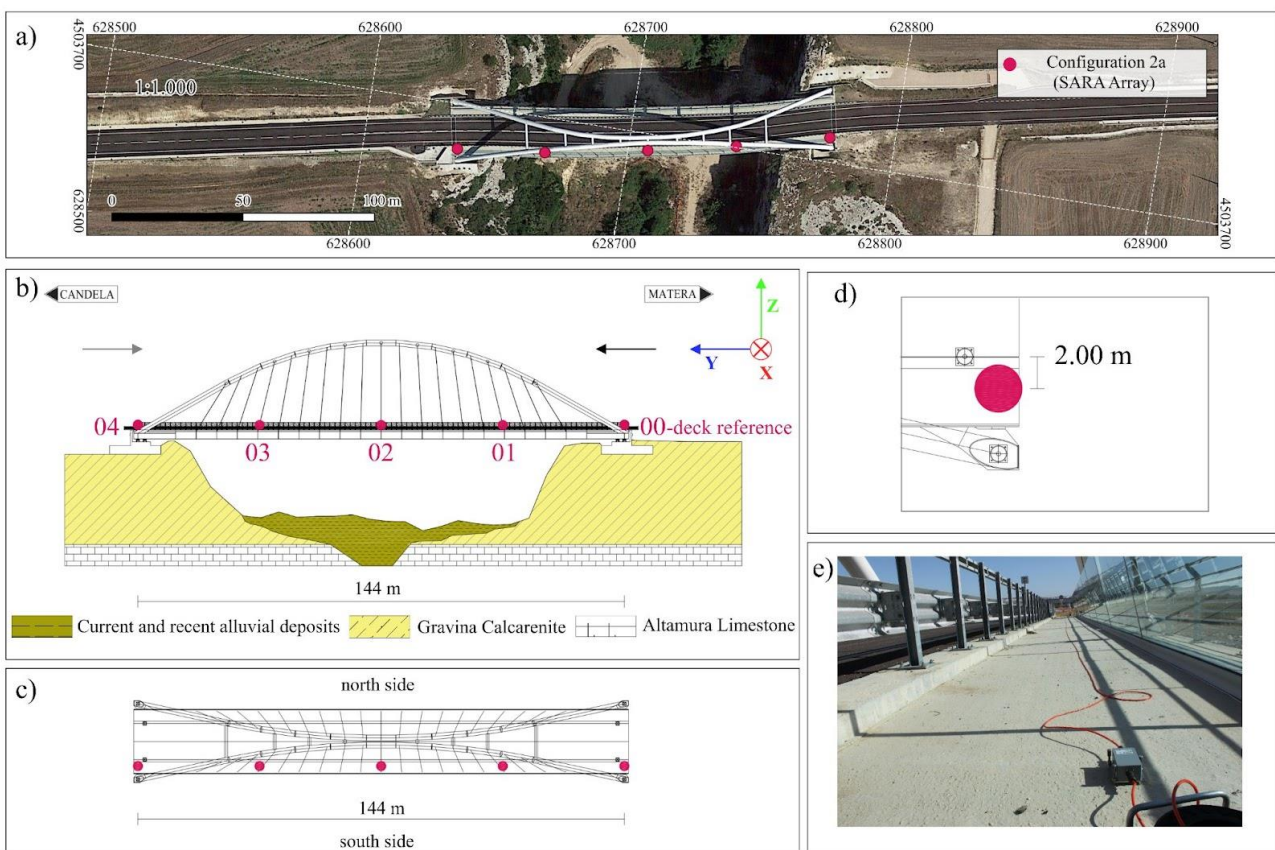 a)
628500
628600
628700
628800
628900
4503700
1:1.000
Configuration 2a
(SARA Array)
0
50
100 m
628500
4503700
628600
628700
628800
628900
b)
CANDELA
MATERA
Z
Y
X
04
03
02
01
00-deck reference
144 m
Current and recent alluvial deposits
Gravina Calcarenite
Altamura Limestone
c)
north side
144 m
south side
d)
2.00 m
e)